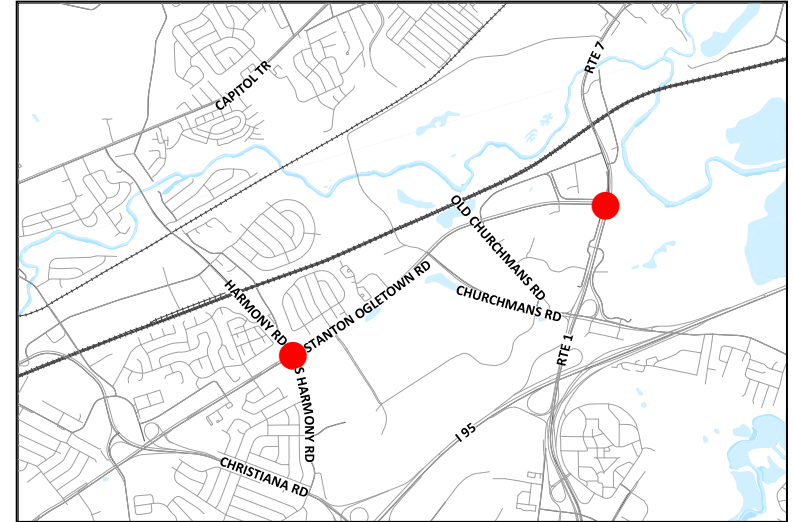 RTE 7
CAPITOL TR
OLD CHURCHMANS RD
STANTON OGLETOWN RD
HARMONY RD
CHURCHMANS RD
RTE 1
S HARMONY RD
I 95
CHRISTIANA RD